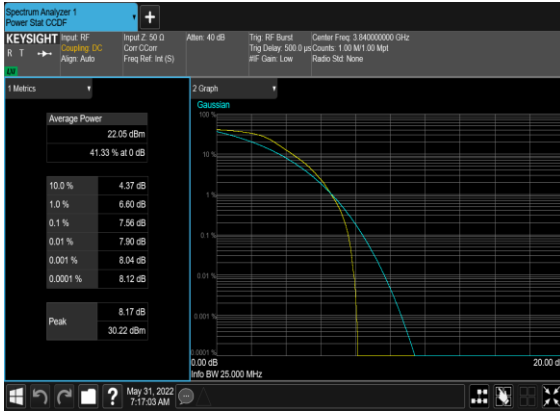 Spectrum Analyzer 1
Power Stat CCDF
KEYSIGHT
R T
Input: RF
Coupling: DC
Align: Auto
Input Z: 50 Ω
Corr CCorr
Freq Ref: Int (S)
Atten: 40 dB
Trig: RF Burst
Trig Delay: 500.0 µs
#IF Gain: Low
Center Freq: 3.840000000 GHz
Counts: 1.00 M/1.00 Mpt
Radio Std: None
1 Metrics
Average Power
22.05 dBm
41.33 % at 0 dB
10.0 % 4.37 dB
1.0 % 6.60 dB
0.1 % 7.56 dB
0.01 % 7.90 dB
0.001 % 8.04 dB
0.0001 % 8.12 dB
Peak
8.17 dB
30.22 dBm
2 Graph
Gaussian
100 %
10 %
1 %
0.1 %
0.01 %
0.001 %
0.0001 %
0.00 dB
20.00 d
Info BW 25.000 MHz
?
May 31, 2022
7:17:03 AM